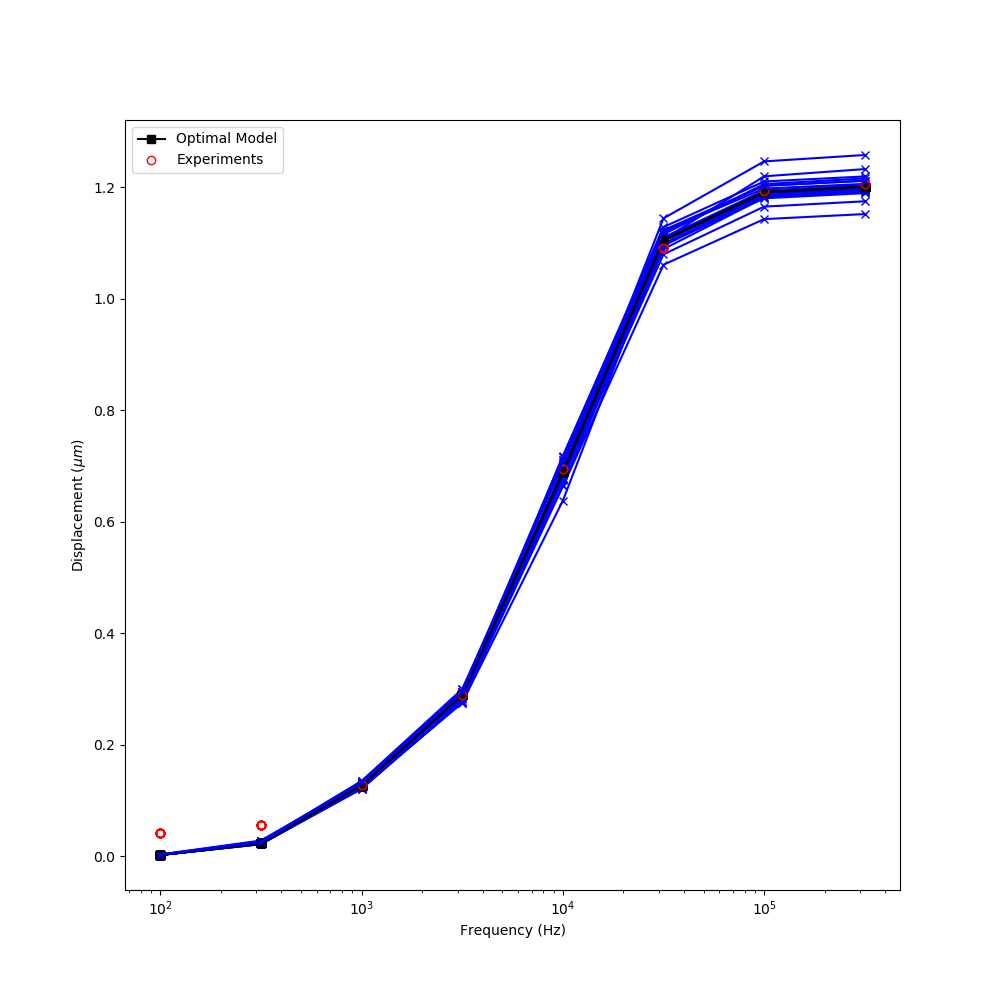 Optimal Model
Experiments
Displacement (μm)
1.2
1.0
0.8
0.6
0.4
0.2
0.0
10²
10³
10⁴
10⁵
Frequency (Hz)